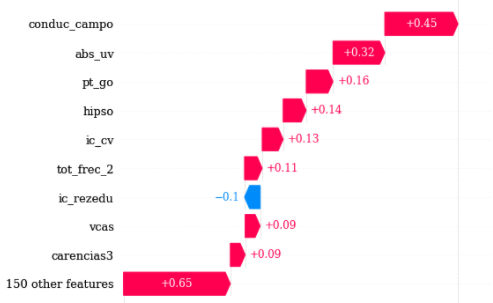 conduc_campo +0.45
abs_uv +0.32
pt_go +0.16
hipso +0.14
ic_cv +0.13
tot_frec_2 +0.11
ic_rezedu −0.1
vcas +0.09
carencias3 +0.09
150 other features +0.65